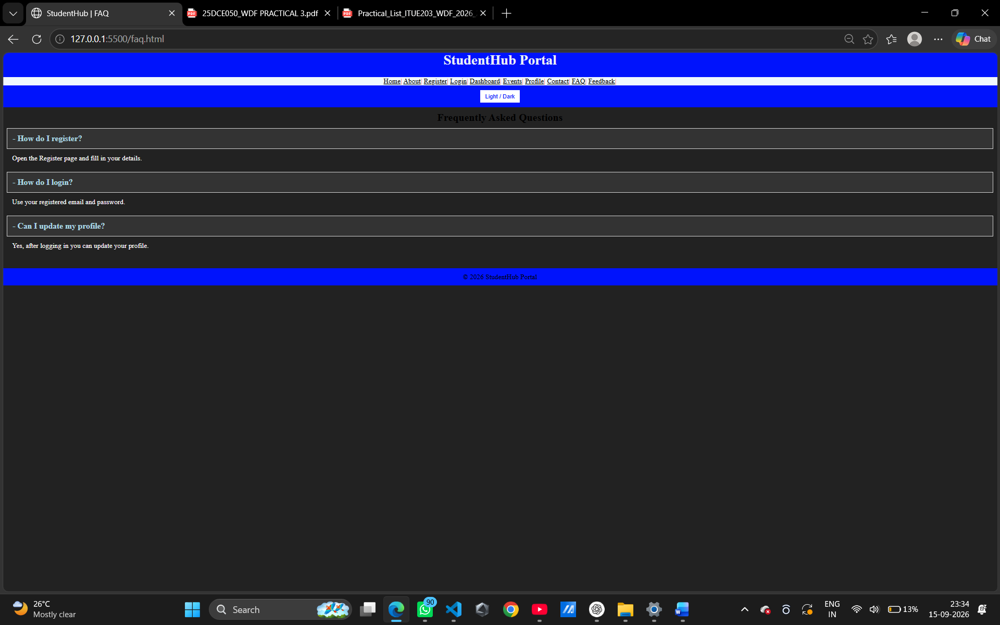 StudentHub | FAQ
25DCE050_WDF PRACTICAL 3.pdf
Practical_List_ITUE203_WDF_2026_
127.0.0.1:5500/faq.html
Chat
StudentHub Portal
Home| About| Register| Login| Dashboard| Events| Profile| Contact| FAQ| Feedback|
Light / Dark
Frequently Asked Questions
- How do I register?
Open the Register page and fill in your details.
- How do I login?
Use your registered email and password.
- Can I update my profile?
Yes, after logging in you can update your profile.
© 2026 StudentHub Portal
26°C
Mostly clear
Search
90
ENG
IN
13%
23:34
15-09-2026